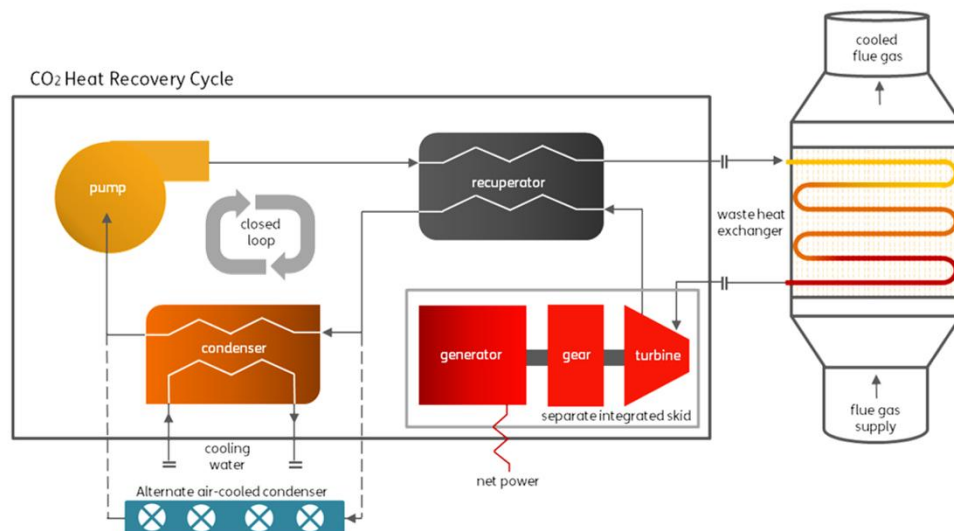 cooled
flue gas
CO₂ Heat Recovery Cycle
pump
recuperator
closed
loop
waste heat
exchanger
condenser
generator
gear
turbine
separate integrated skid
flue gas
supply
cooling
water
net power
Alternate air-cooled condenser